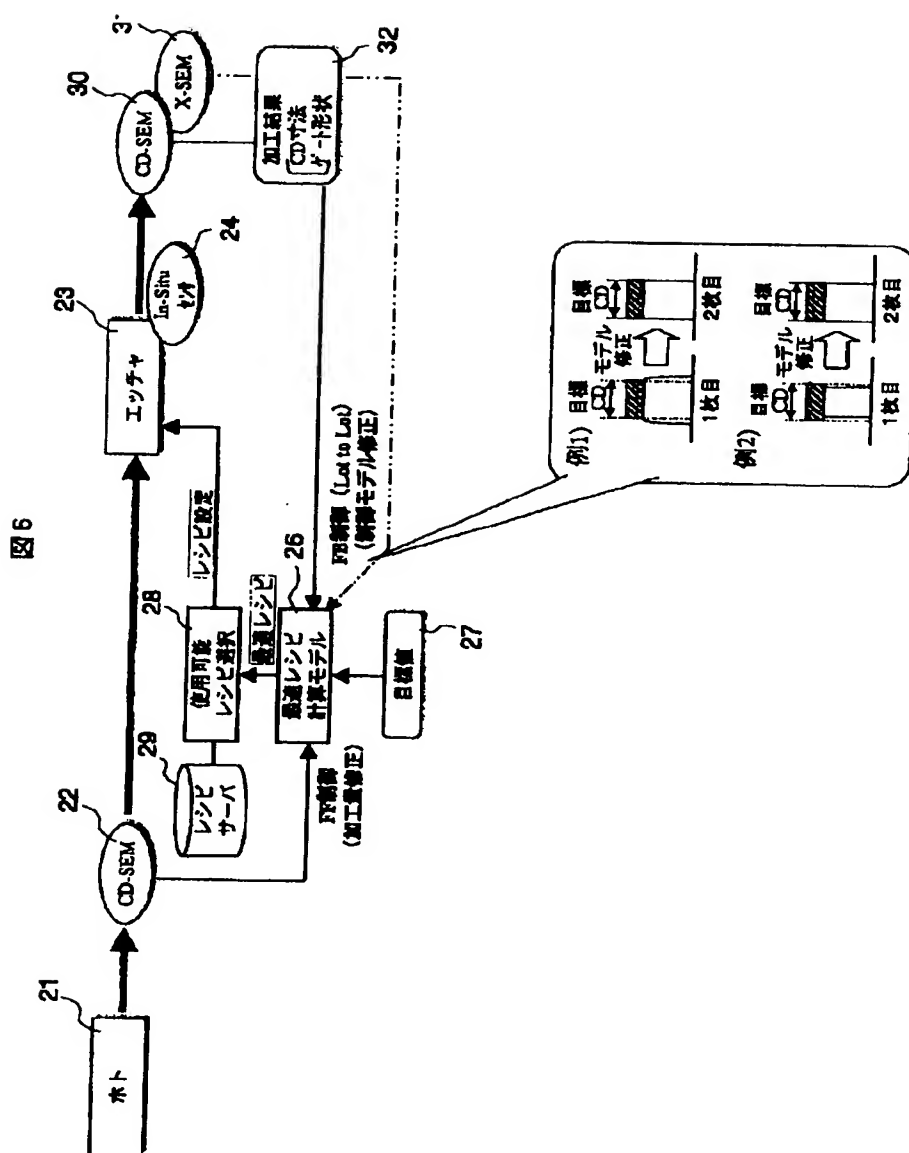 図6
21
ホト
22
CD-SEM
23
エッチャ
In-Situ
センサ
24
30
CD-SEM
3
X-SEM
32
加工結果
CD寸法
ゲート形状
29
レシピ
サーバ
28
使用可能
レシピ選択
レシピ設定
最適レシピ
26
最適レシピ
計算モデル
27
目標値
FF制御
(加工量修正)
FB制御 (Lot to Lot)
(制御モデル修正)
例1)
目標
CD
モデル
修正
目標
CD
1枚目
2枚目
例2)
目標
CD
モデル
修正
目標
CD
1枚目
2枚目